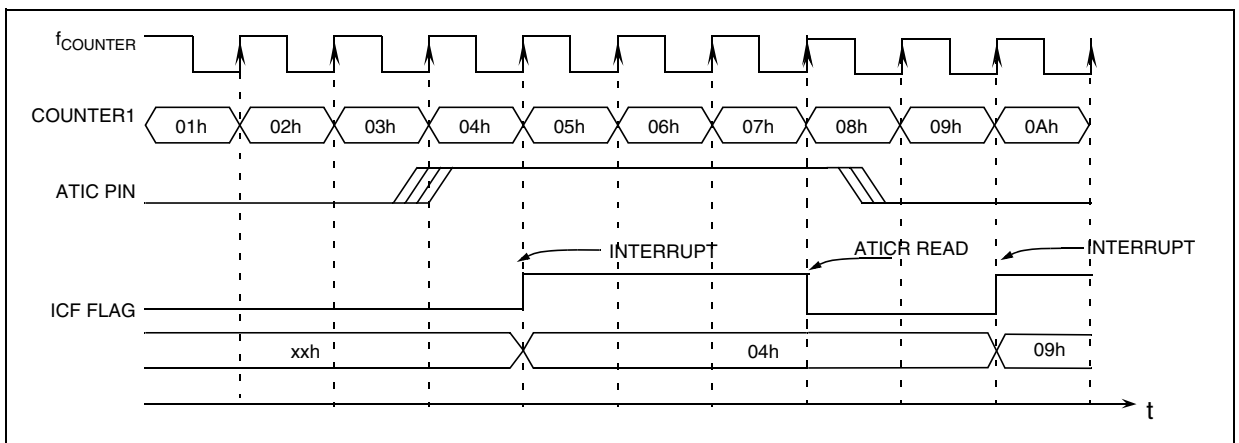 fCOUNTER
COUNTER1 01h 02h 03h 04h 05h 06h 07h 08h 09h 0Ah
ATIC PIN
INTERRUPT ATICR READ INTERRUPT
ICF FLAG
xxh 04h 09h
t